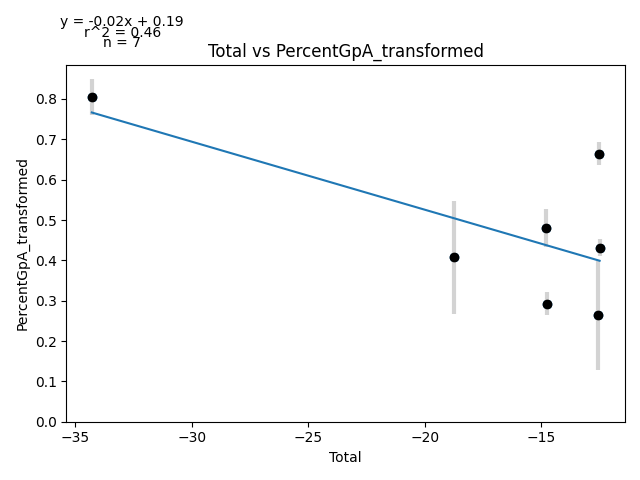 y = -0.02x + 0.19
r^2 = 0.46
n = 7
Total vs PercentGpA_transformed
PercentGpA_transformed
0.8
0.7
0.6
0.5
0.4
0.3
0.2
0.1
0.0
−35
−30
−25
−20
−15
Total